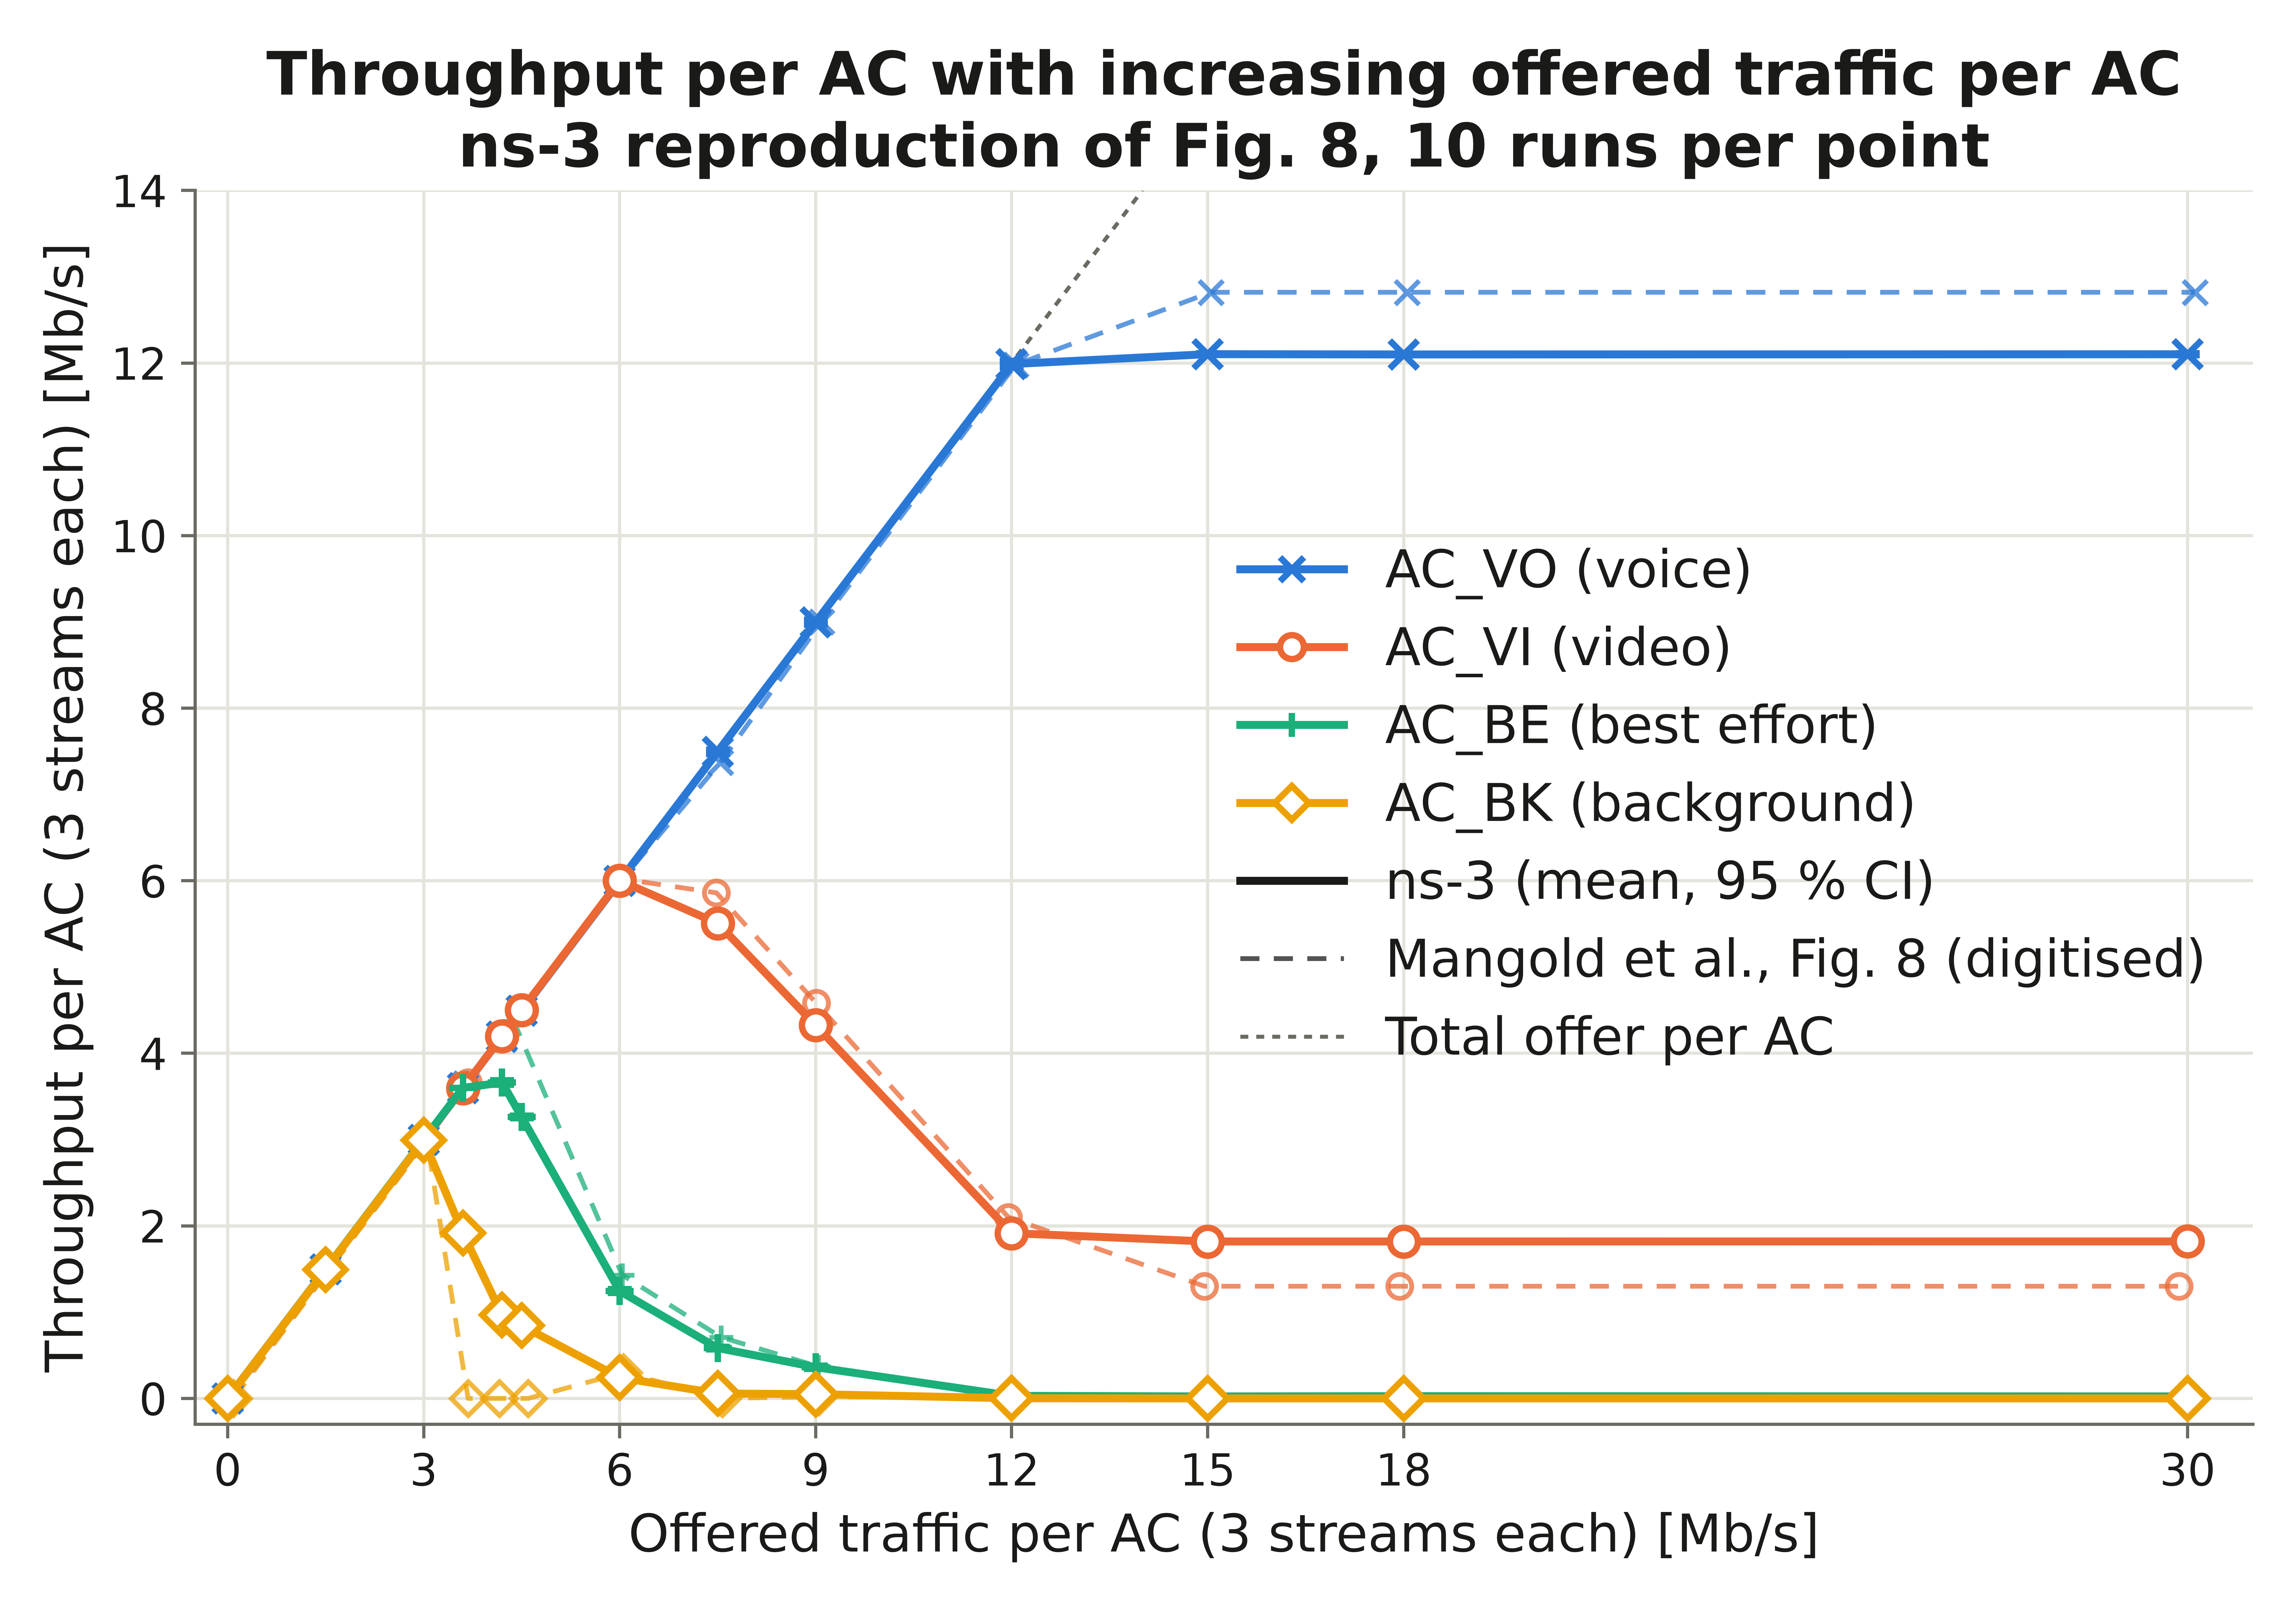 Throughput per AC with increasing offered traffic per AC
ns-3 reproduction of Fig. 8, 10 runs per point
Throughput per AC (3 streams each) [Mb/s]
14
12
10
8
6
4
2
0
AC_VO (voice)
AC_VI (video)
AC_BE (best effort)
AC_BK (background)
ns-3 (mean, 95 % CI)
Mangold et al., Fig. 8 (digitised)
Total offer per AC
0 3 6 9 12 15 18 30
Offered traffic per AC (3 streams each) [Mb/s]